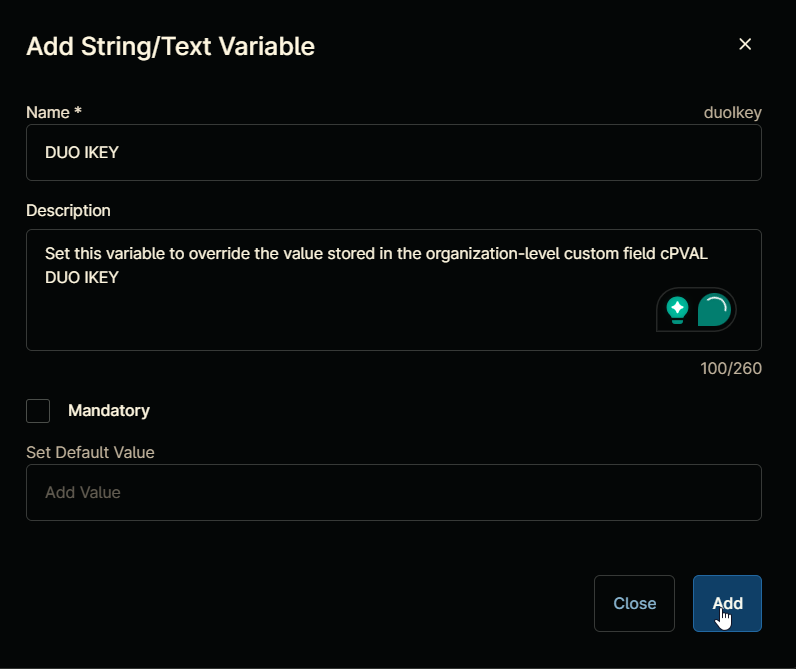 Add String/Text Variable
Name *
duoIkey
DUO IKEY
Description
Set this variable to override the value stored in the organization-level custom field cPVAL
DUO IKEY
100/260
Mandatory
Set Default Value
Add Value
Close
Add